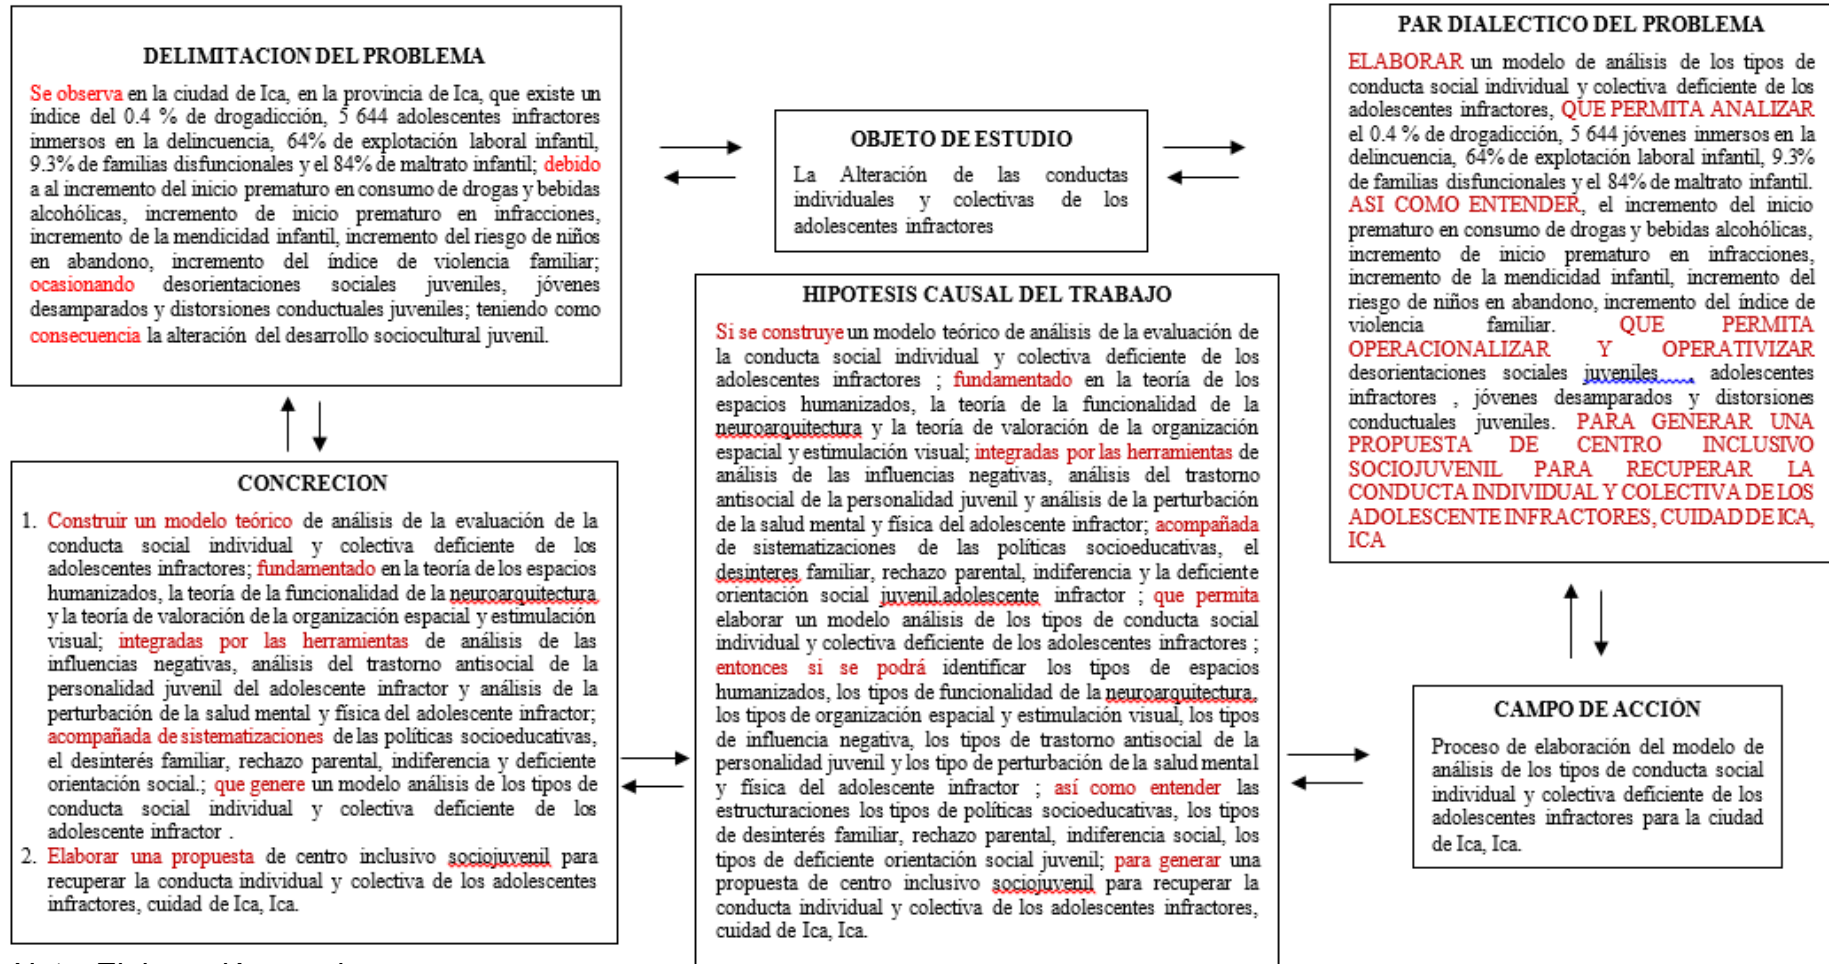 DELIMITACION DEL PROBLEMA
Se observa en la ciudad de Ica, en la provincia de Ica, que existe un
índice del 0.4 % de drogadicción, 5 644 adolescentes infractores
inmersos en la delincuencia, 64% de explotación laboral infantil,
9.3% de familias disfuncionales y el 84% de maltrato infantil; debido
a al incremento del inicio prematuro en consumo de drogas y bebidas
alcohólicas, incremento de inicio prematuro en infracciones,
incremento de la mendicidad infantil, incremento del riesgo de niños
en abandono, incremento del índice de violencia familiar;
ocasionando desorientaciones sociales juveniles, jóvenes
desamparados y distorsiones conductuales juveniles; teniendo como
consecuencia la alteración del desarrollo sociocultural juvenil.
OBJETO DE ESTUDIO
La Alteración de las conductas
individuales y colectivas de los
adolescentes infractores
PAR DIALECTICO DEL PROBLEMA
ELABORAR un modelo de análisis de los tipos de
conducta social individual y colectiva deficiente de los
adolescentes infractores, QUE PERMITA ANALIZAR
el 0.4 % de drogadicción, 5 644 jóvenes inmersos en la
delincuencia, 64% de explotación laboral infantil, 9.3%
de familias disfuncionales y el 84% de maltrato infantil.
ASI COMO ENTENDER, el incremento del inicio
prematuro en consumo de drogas y bebidas alcohólicas,
incremento de inicio prematuro en infracciones,
incremento de la mendicidad infantil, incremento del
riesgo de niños en abandono, incremento del índice de
violencia familiar. QUE PERMITA
OPERACIONALIZAR Y OPERATIVIZAR
desorientaciones sociales juveniles , adolescentes
infractores , jóvenes desamparados y distorsiones
conductuales juveniles. PARA GENERAR UNA
PROPUESTA DE CENTRO INCLUSIVO
SOCIOJUVENIL PARA RECUPERAR LA
CONDUCTA INDIVIDUAL Y COLECTIVA DE LOS
ADOLESCENTE INFRACTORES, CUIDAD DE ICA,
ICA
CONCRECION
1. Construir un modelo teórico de análisis de la evaluación de la
conducta social individual y colectiva deficiente de los
adolescentes infractores; fundamentado en la teoría de los espacios
humanizados, la teoría de la funcionalidad de la neuroarquitectura
y la teoría de valoración de la organización espacial y estimulación
visual; integradas por las herramientas de análisis de las
influencias negativas, análisis del trastorno antisocial de la
personalidad juvenil del adolescente infractor y análisis de la
perturbación de la salud mental y física del adolescente infractor;
acompañada de sistematizaciones de las políticas socioeducativas,
el desinterés familiar, rechazo parental, indiferencia y deficiente
orientación social.; que genere un modelo análisis de los tipos de
conducta social individual y colectiva deficiente de los
adolescente infractor .
2. Elaborar una propuesta de centro inclusivo sociojuvenil para
recuperar la conducta individual y colectiva de los adolescentes
infractores, cuidad de Ica, Ica.
HIPOTESIS CAUSAL DEL TRABAJO
Si se construye un modelo teórico de análisis de la evaluación de
la conducta social individual y colectiva deficiente de los
adolescentes infractores ; fundamentado en la teoría de los
espacios humanizados, la teoría de la funcionalidad de la
neuroarquitectura y la teoría de valoración de la organización
espacial y estimulación visual; integradas por las herramientas de
análisis de las influencias negativas, análisis del trastorno
antisocial de la personalidad juvenil y análisis de la perturbación
de la salud mental y física del adolescente infractor; acompañada
de sistematizaciones de las políticas socioeducativas, el
desinteres familiar, rechazo parental, indiferencia y la deficiente
orientación social juvenil.adolescente infractor ; que permita
elaborar un modelo análisis de los tipos de conducta social
individual y colectiva deficiente de los adolescentes infractores ;
entonces si se podrá identificar los tipos de espacios
humanizados, los tipos de funcionalidad de la neuroarquitectura,
los tipos de organización espacial y estimulación visual, los tipos
de influencia negativa, los tipos de trastorno antisocial de la
personalidad juvenil y los tipo de perturbación de la salud mental
y física del adolescente infractor ; así como entender las
estructuraciones los tipos de políticas socioeducativas, los tipos
de desinterés familiar, rechazo parental, indiferencia social, los
tipos de deficiente orientación social juvenil; para generar una
propuesta de centro inclusivo sociojuvenil para recuperar la
conducta individual y colectiva de los adolescentes infractores,
cuidad de Ica, Ica.
CAMPO DE ACCIÓN
Proceso de elaboración del modelo de
análisis de los tipos de conducta social
individual y colectiva deficiente de los
adolescentes infractores para la ciudad
de Ica, Ica.